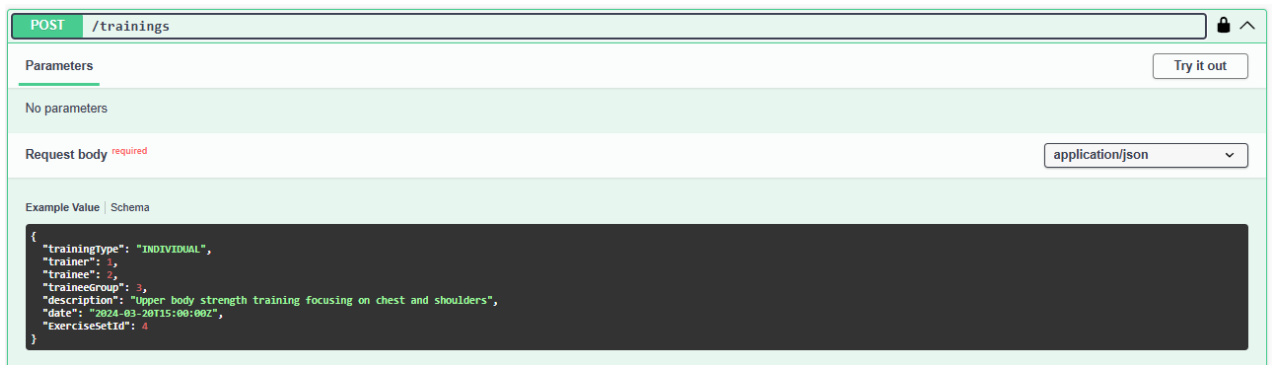 POST /trainings
Parameters Try it out
No parameters
Request body required application/json
Example Value Schema
{
"trainingType": "INDIVIDUAL",
"trainer": 1,
"trainee": 2,
"traineeGroup": 3,
"description": "Upper body strength training focusing on chest and shoulders",
"date": "2024-03-20T15:00:00Z",
"ExerciseSetId": 4
}